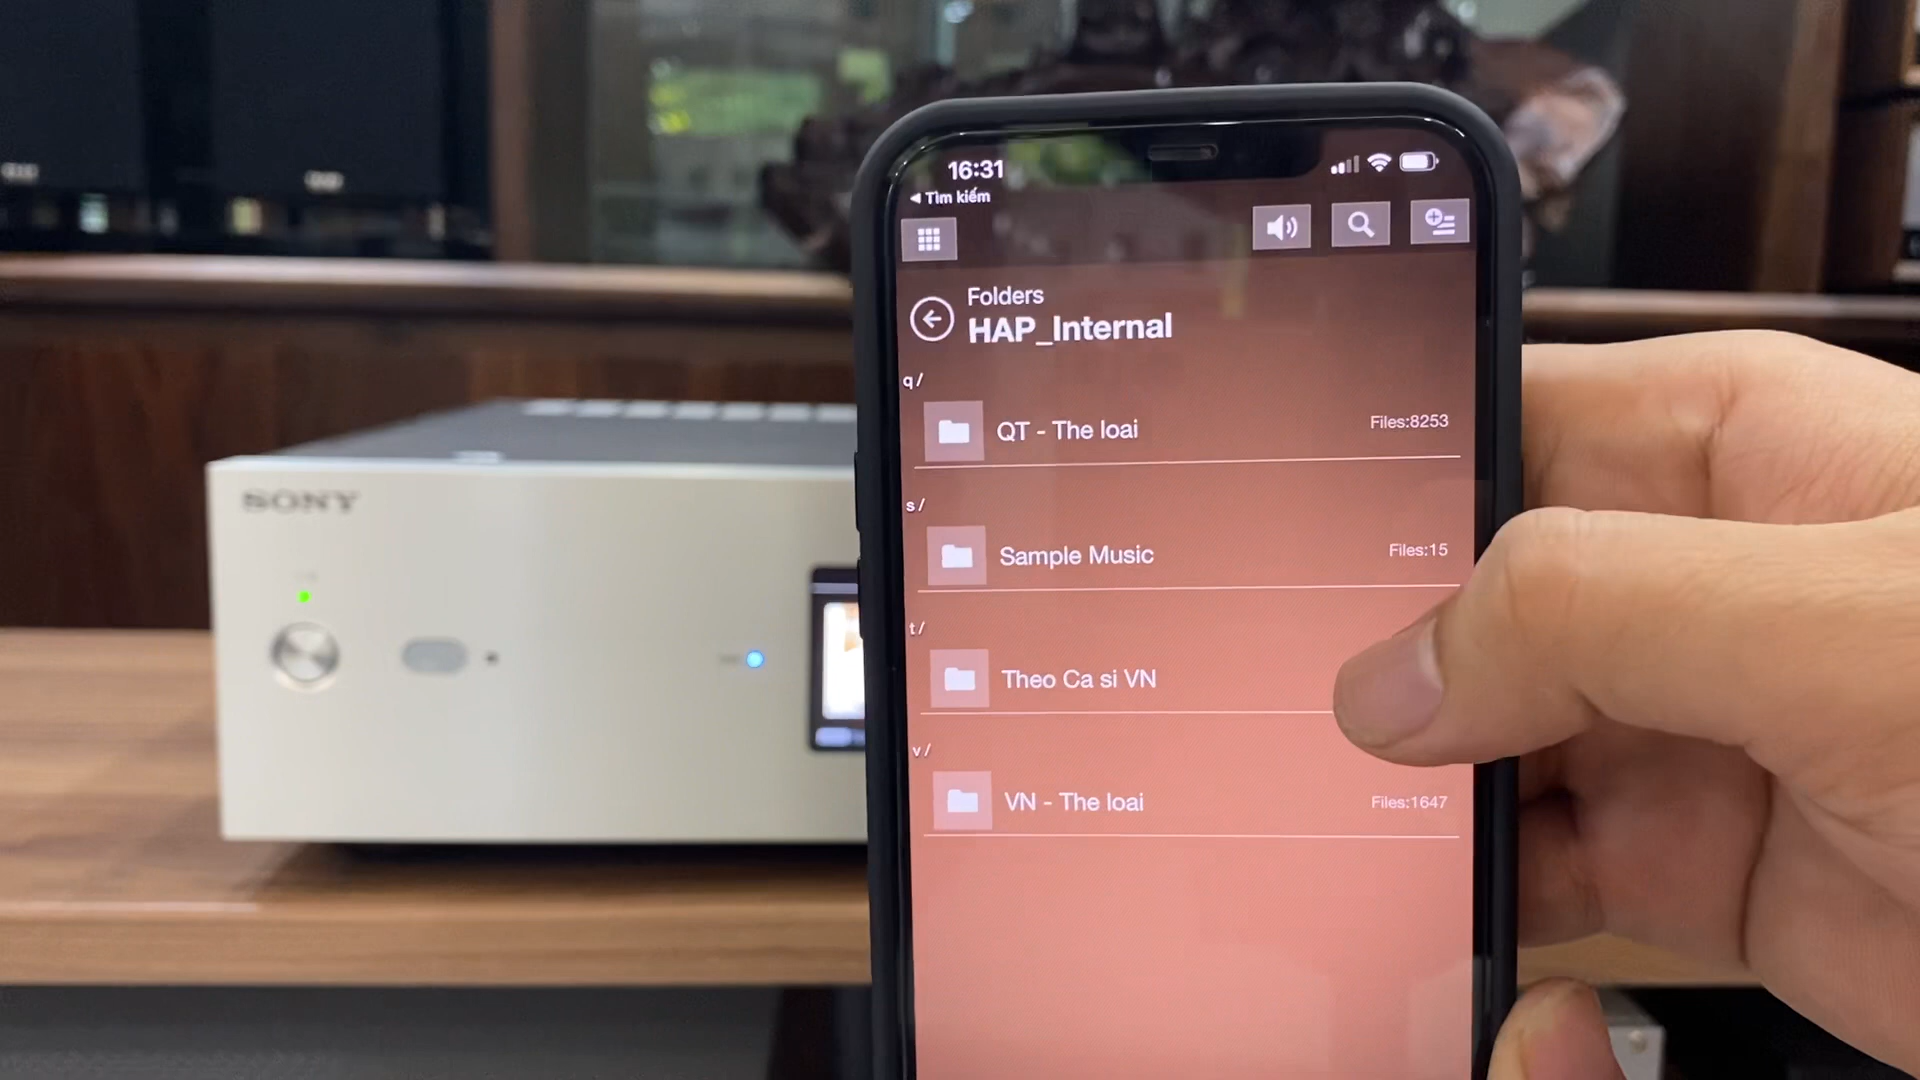 16:31
◀ Tìm kiếm
Folders
HAP_Internal
q/
QT - The loai
Files:8253
s/
Sample Music
Files:15
t/
Theo Ca si VN
v/
VN - The loai
Files:1647
SONY